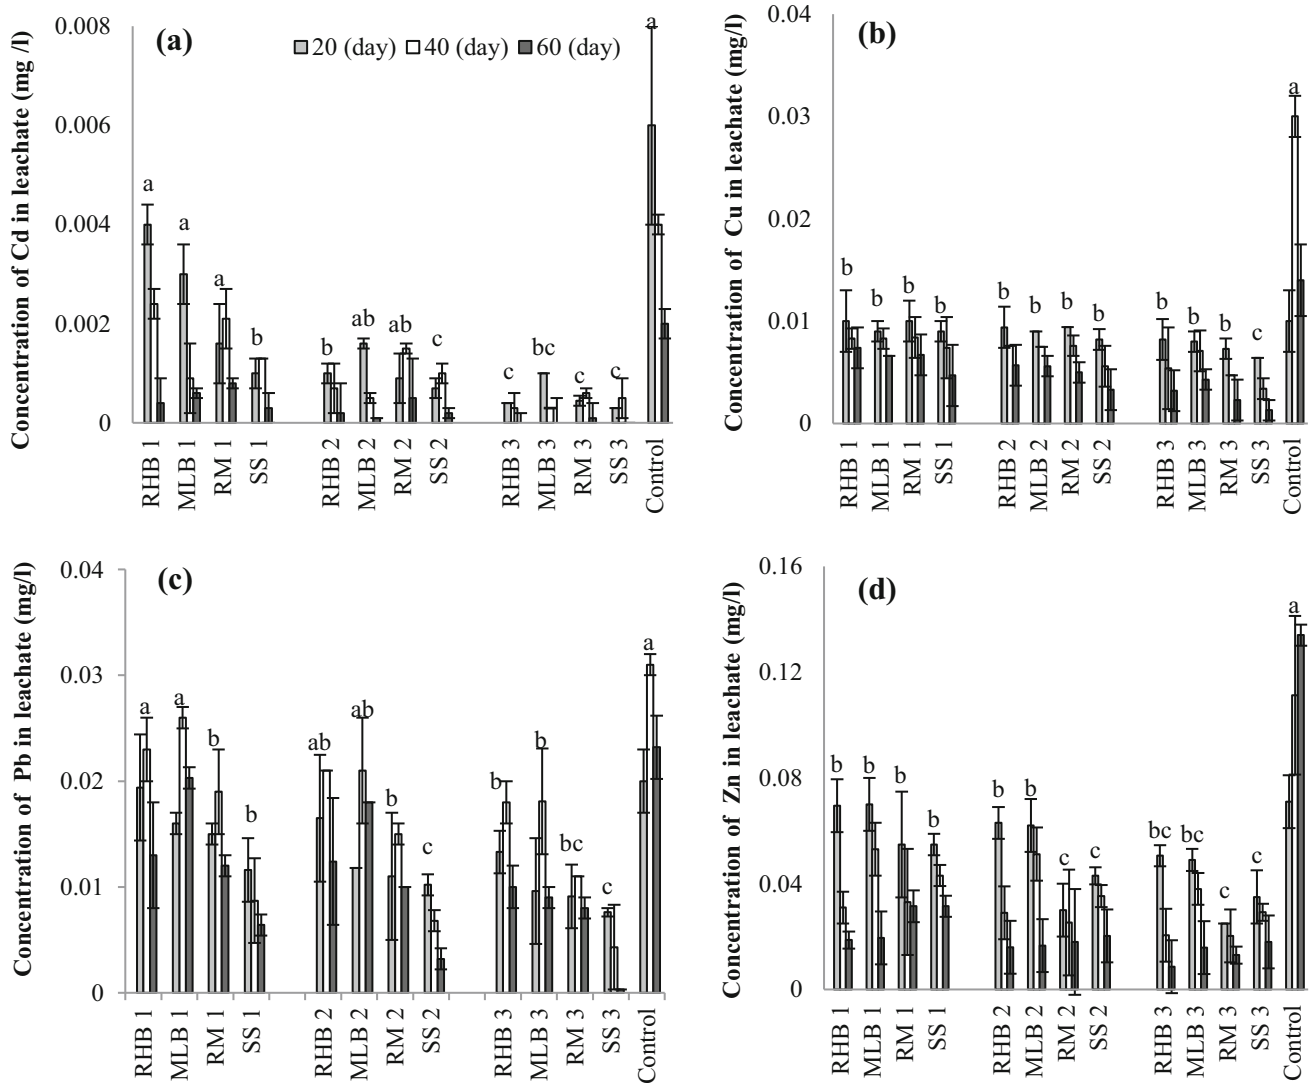 (a)
20 (day) 40 (day) 60 (day)
Concentration of Cd in leachate (mg /l)
0.008
0.006
0.004
0.002
0
a
a
a
b
b
ab
ab
c
c
bc
c
c
a
RHB 1
MLB 1
RM 1
SS 1
RHB 2
MLB 2
RM 2
SS 2
RHB 3
MLB 3
RM 3
SS 3
Control
(b)
Concentration of Cu in leachate (mg/l)
0.04
0.03
0.02
0.01
0
b
b
b
b
b
b
b
b
b
b
b
c
a
RHB 1
MLB 1
RM 1
SS 1
RHB 2
MLB 2
RM 2
SS 2
RHB 3
MLB 3
RM 3
SS 3
Control
(c)
Concentration of Pb in leachate (mg/l)
0.04
0.03
0.02
0.01
0
a
a
b
b
ab
ab
b
c
b
b
bc
c
a
RHB 1
MLB 1
RM 1
SS 1
RHB 2
MLB 2
RM 2
SS 2
RHB 3
MLB 3
RM 3
SS 3
Control
(d)
Concentration of Zn in leachate (mg/l)
0.16
0.12
0.08
0.04
0
b
b
b
b
b
b
c
c
bc
bc
c
c
a
RHB 1
MLB 1
RM 1
SS 1
RHB 2
MLB 2
RM 2
SS 2
RHB 3
MLB 3
RM 3
SS 3
Control